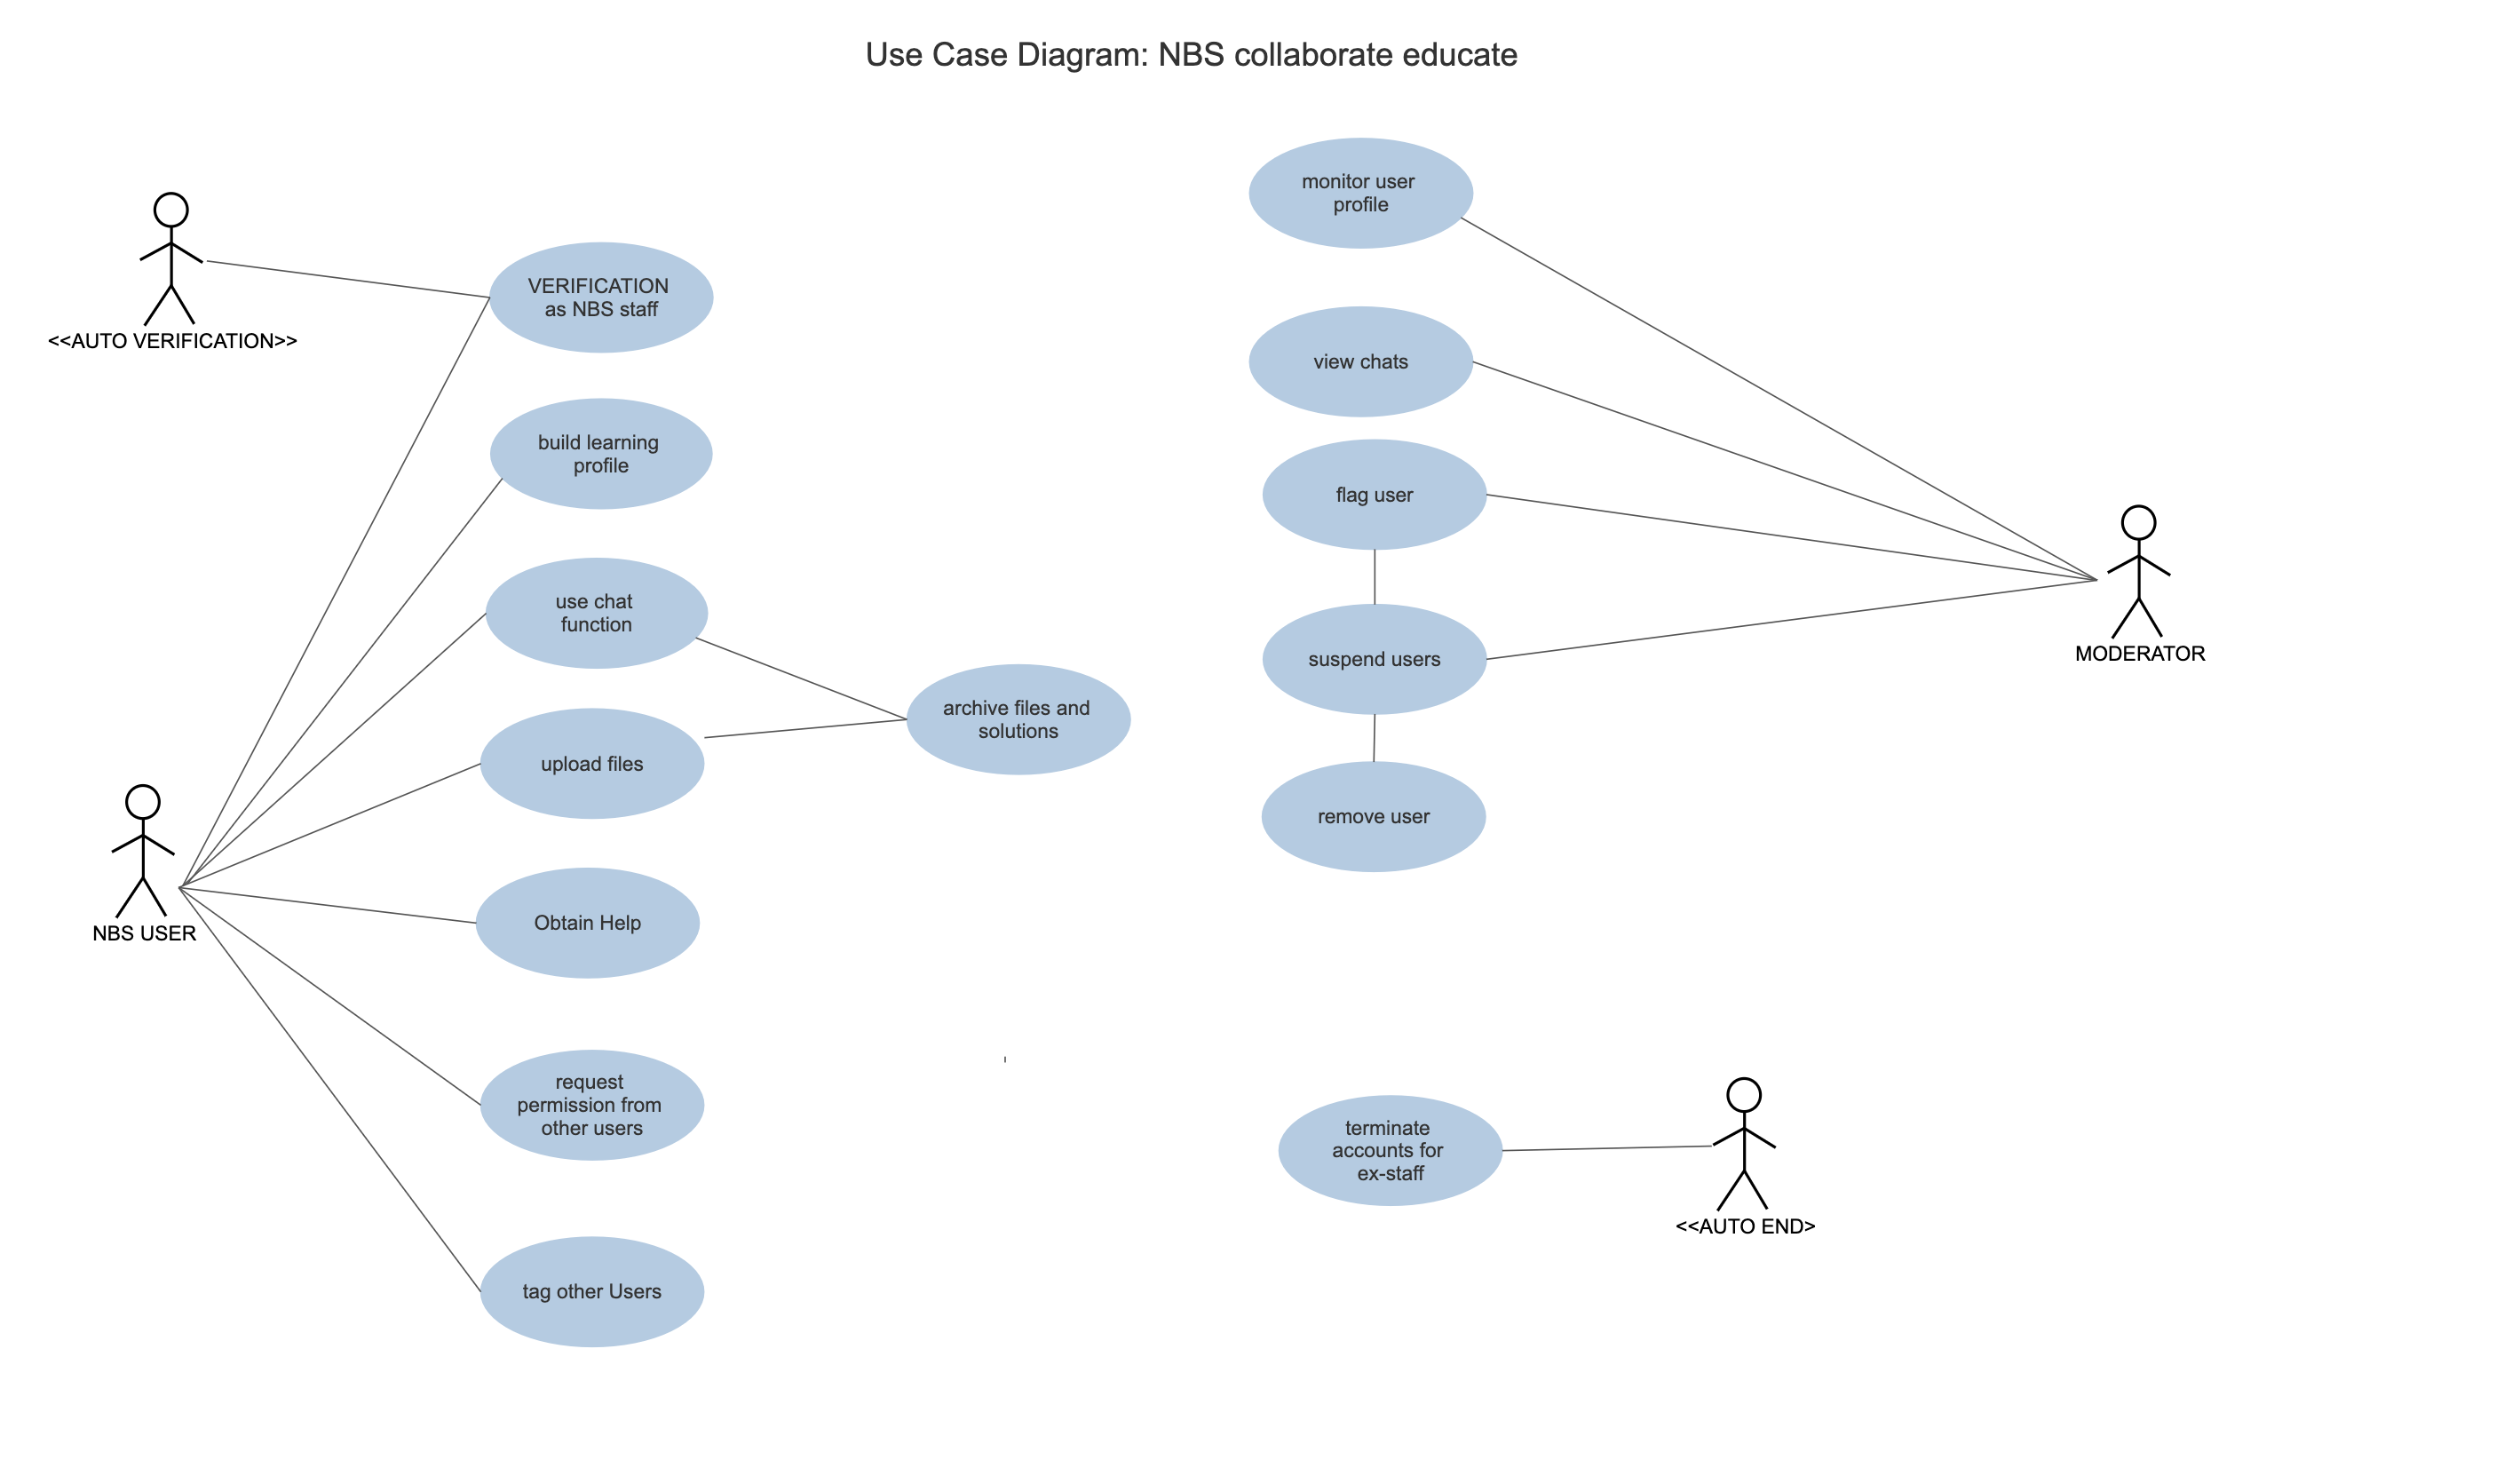 Use Case Diagram: NBS collaborate educate
<<AUTO VERIFICATION>>
VERIFICATION
as NBS staff
build learning
profile
use chat
function
upload files
archive files and
solutions
NBS USER
Obtain Help
request
permission from
other users
tag other Users
monitor user
profile
view chats
flag user
suspend users
remove user
MODERATOR
terminate
accounts for
ex-staff
<<AUTO END>